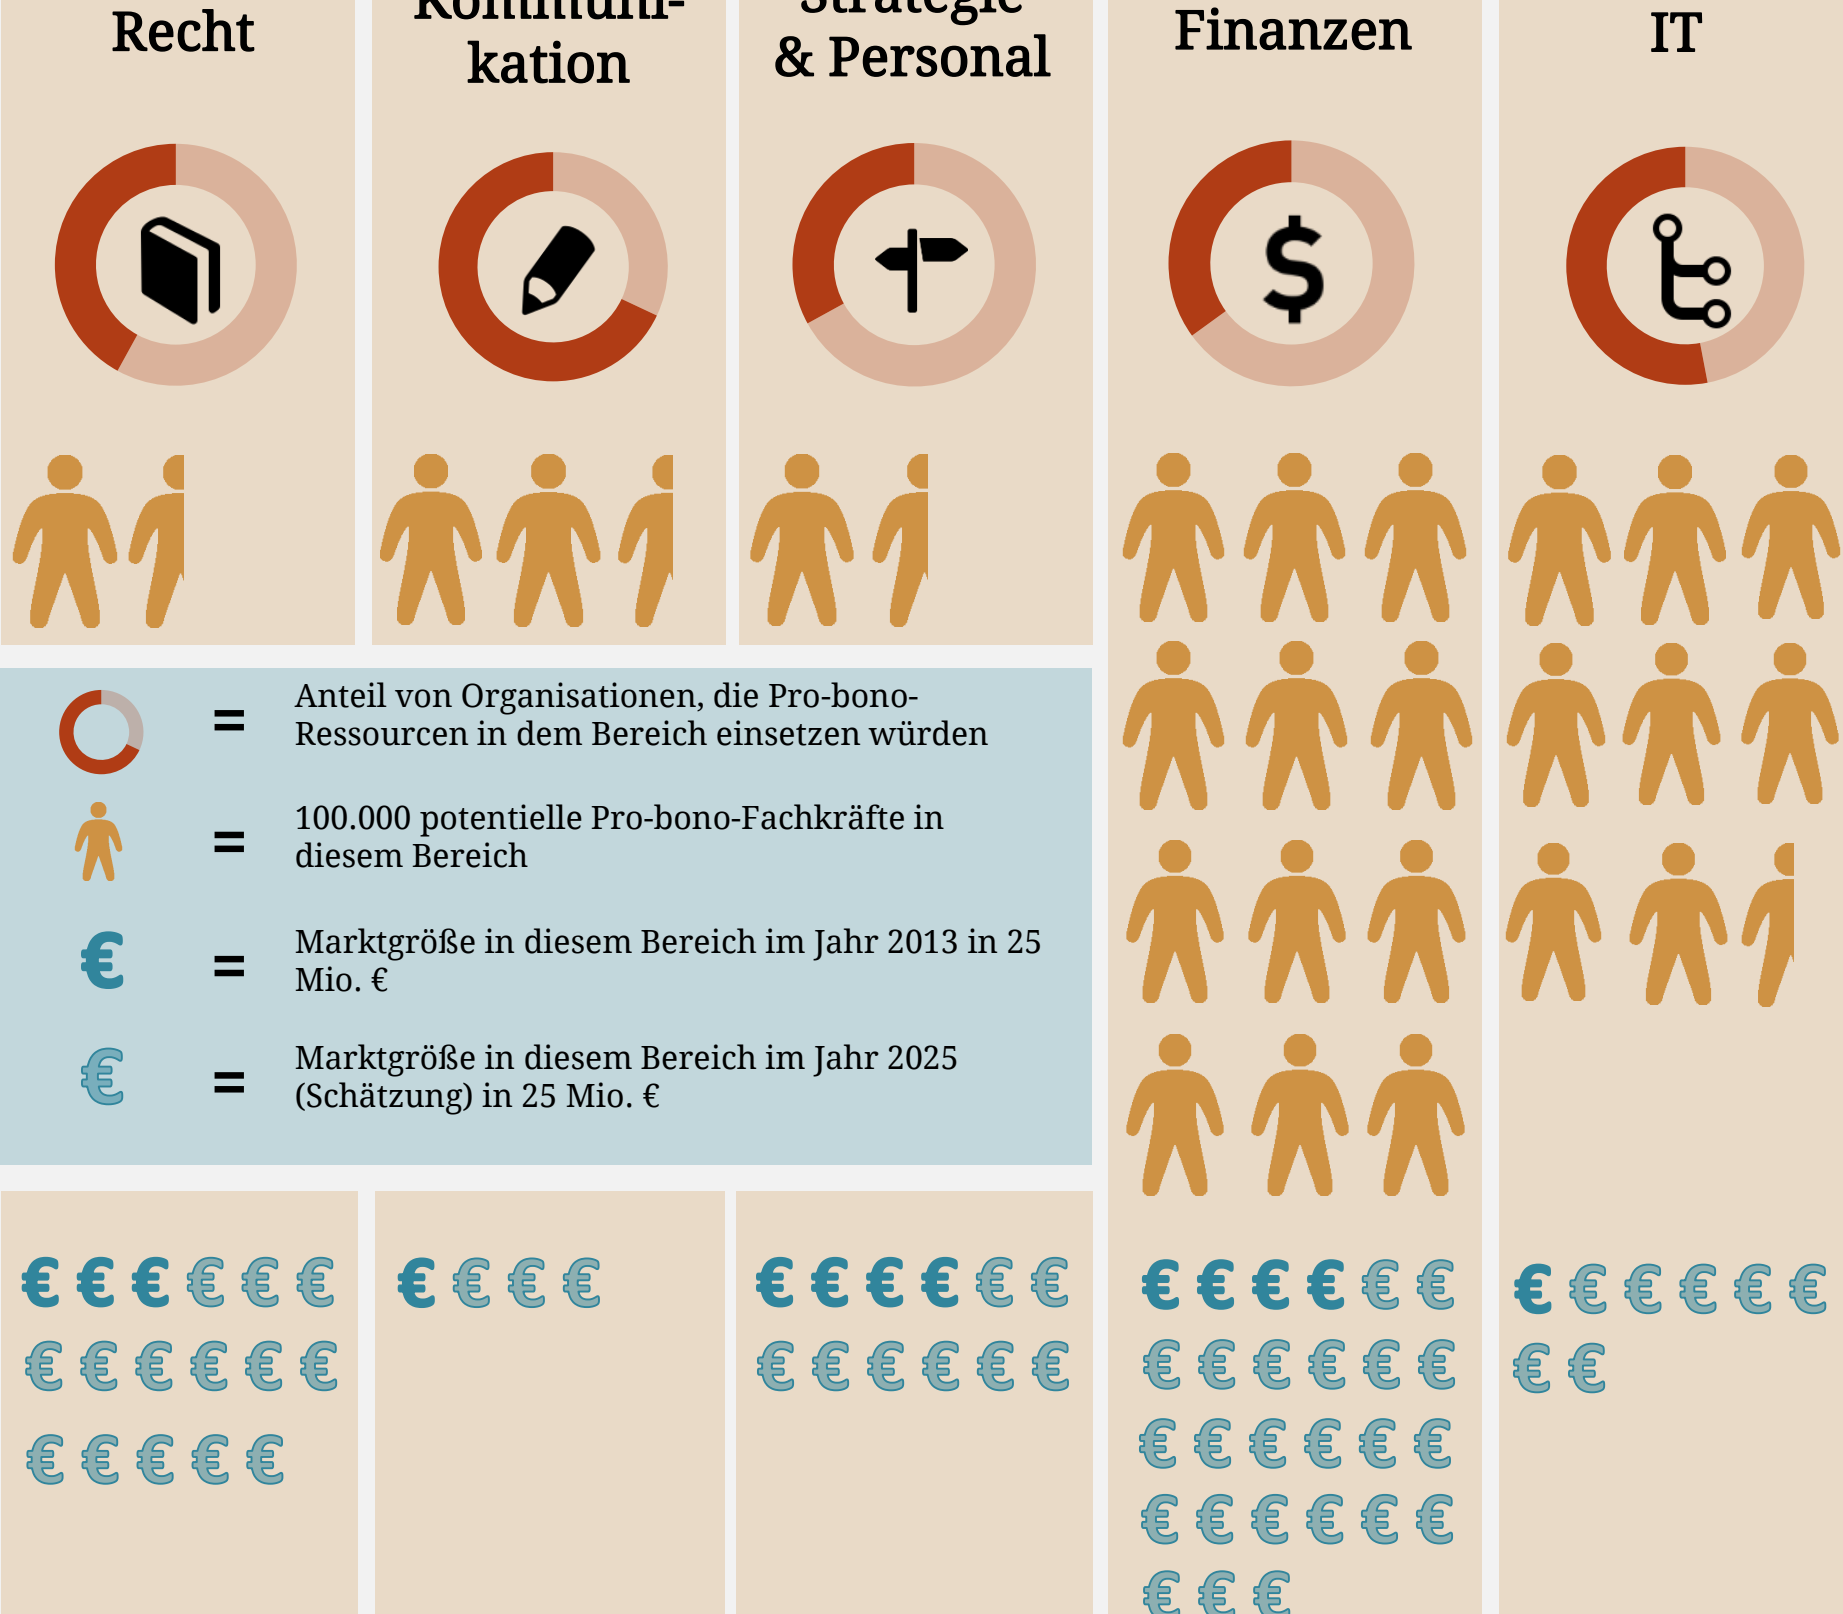 Recht
Kommuni-
kation
Strategie
& Personal
Finanzen
IT
=
Anteil von Organisationen, die Pro-bono-
Ressourcen in dem Bereich einsetzen würden
=
100.000 potentielle Pro-bono-Fachkräfte in
diesem Bereich
€
=
Marktgröße in diesem Bereich im Jahr 2013 in 25
Mio. €
€
=
Marktgröße in diesem Bereich im Jahr 2025
(Schätzung) in 25 Mio. €
€ € € € € €
€ € € € € €
€ € € € €
€ € € €
€ € € € € €
€ € € € € €
€ € € € € €
€ € € € € €
€ € € € € €
€ € € € € €
€ € €
€ € € € € €
€ €